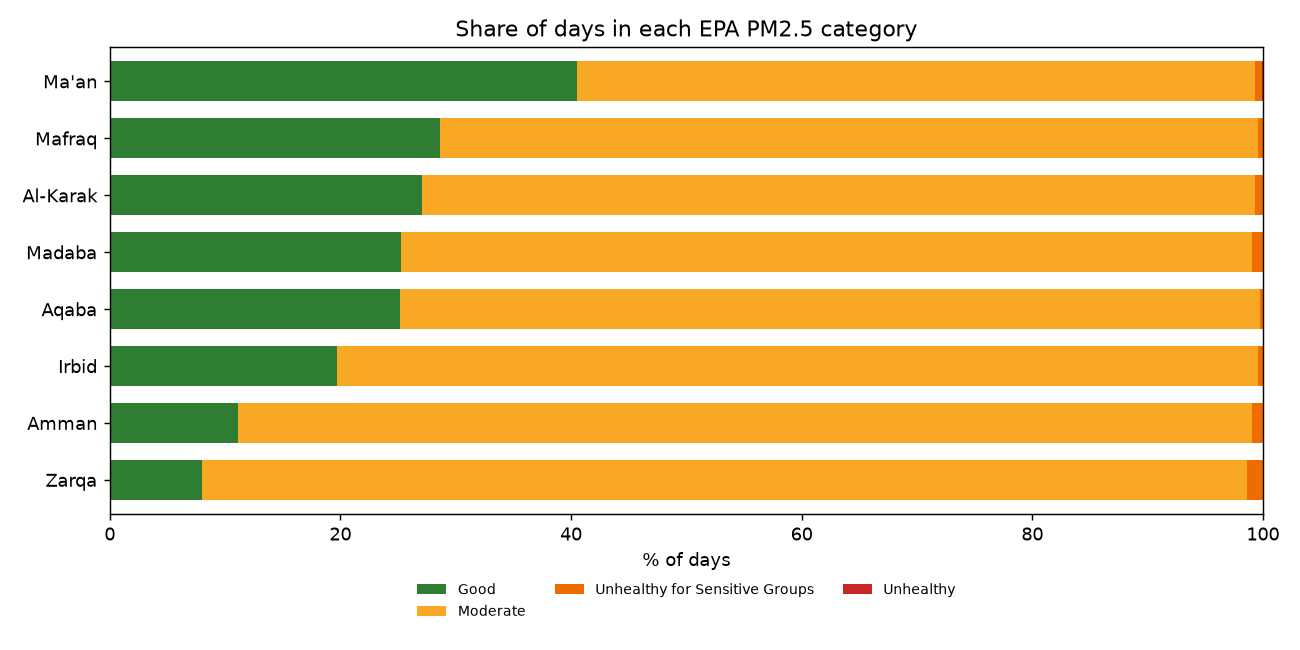 Share of days in each EPA PM2.5 category
Ma'an
Mafraq
Al-Karak
Madaba
Aqaba
Irbid
Amman
Zarqa
0 20 40 60 80 100
% of days
Good Unhealthy for Sensitive Groups Unhealthy
Moderate